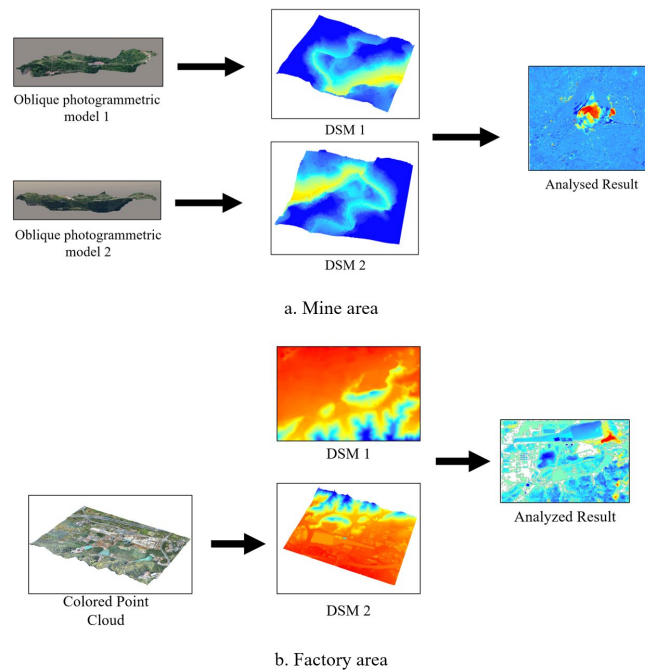 Oblique photogrammetric
model 1
DSM 1
Analysed Result
Oblique photogrammetric
model 2
DSM 2
a. Mine area
DSM 1
Analyzed Result
Colored Point
Cloud
DSM 2
b. Factory area